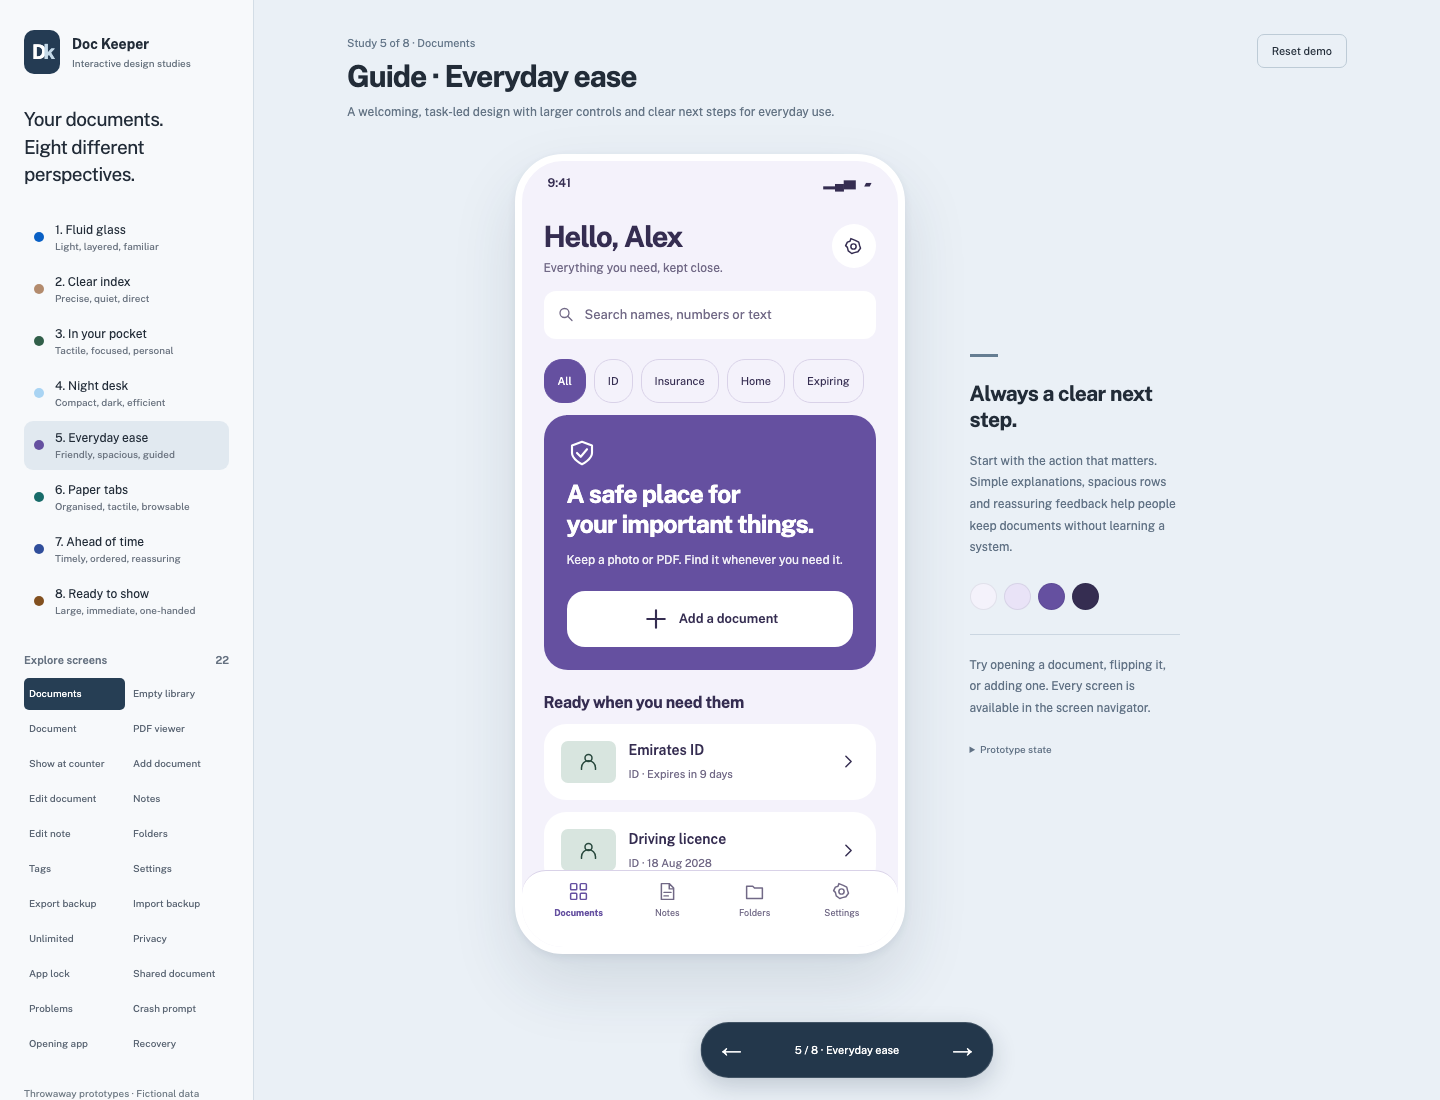 Dk
Doc Keeper
Interactive design studies
Your documents.
Eight different
perspectives.
1. Fluid glass
Light, layered, familiar
2. Clear index
Precise, quiet, direct
3. In your pocket
Tactile, focused, personal
4. Night desk
Compact, dark, efficient
5. Everyday ease
Friendly, spacious, guided
6. Paper tabs
Organised, tactile, browsable
7. Ahead of time
Timely, ordered, reassuring
8. Ready to show
Large, immediate, one-handed
Explore screens 22
Documents Empty library
Document PDF viewer
Show at counter Add document
Edit document Notes
Edit note Folders
Tags Settings
Export backup Import backup
Unlimited Privacy
App lock Shared document
Problems Crash prompt
Opening app Recovery
Throwaway prototypes · Fictional data
Study 5 of 8 · Documents
Guide · Everyday ease
A welcoming, task-led design with larger controls and clear next steps for everyday use.
Reset demo
9:41
Hello, Alex
Everything you need, kept close.
Search names, numbers or text
All ID Insurance Home Expiring
A safe place for
your important things.
Keep a photo or PDF. Find it whenever you need it.
Add a document
Ready when you need them
Emirates ID
ID · Expires in 9 days
Driving licence
ID · 18 Aug 2028
Documents Notes Folders Settings
Always a clear next
step.
Start with the action that matters.
Simple explanations, spacious rows
and reassuring feedback help people
keep documents without learning a
system.
Try opening a document, flipping it,
or adding one. Every screen is
available in the screen navigator.
Prototype state
← 5 / 8 · Everyday ease →